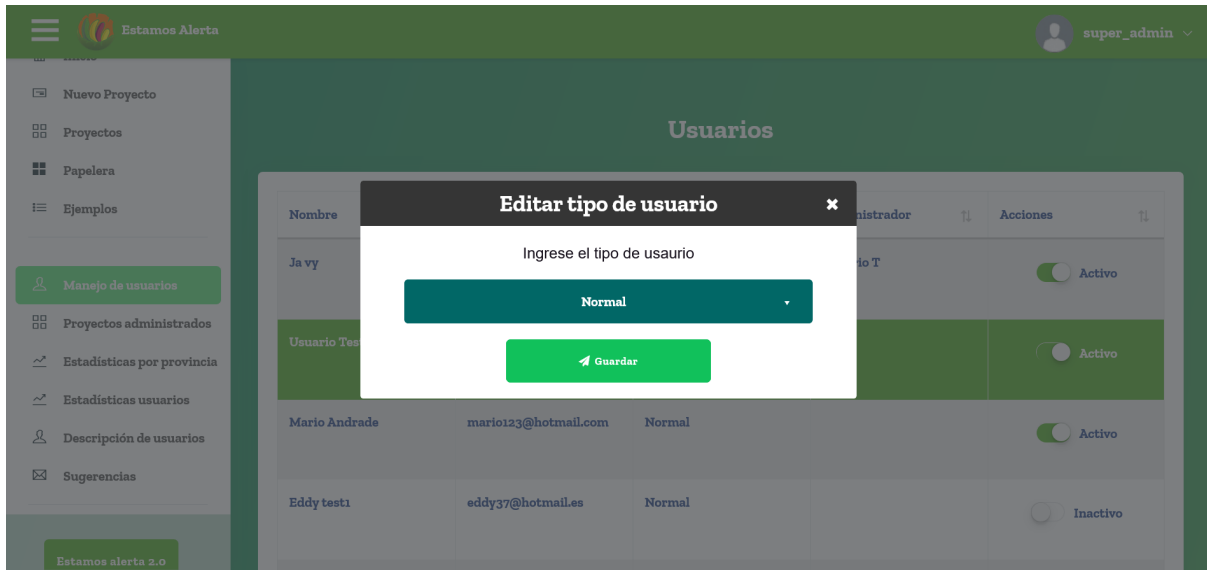 Estamos Alerta
super_admin
Nuevo Proyecto
Proyectos
Papelera
Ejemplos
Manejo de usuarios
Proyectos administrados
Estadísticas por provincia
Estadísticas usuarios
Descripción de usuarios
Sugerencias
Estamos alerta 2.0
Usuarios
Nombre
Acciones
Ja vy
Activo
Usuario
Activo
Mario Andrade mario123@hotmail.com Normal
Activo
Eddy test1 eddy37@hotmail.es Normal
Inactivo
Editar tipo de usuario
Ingrese el tipo de usaurio
Normal
Guardar